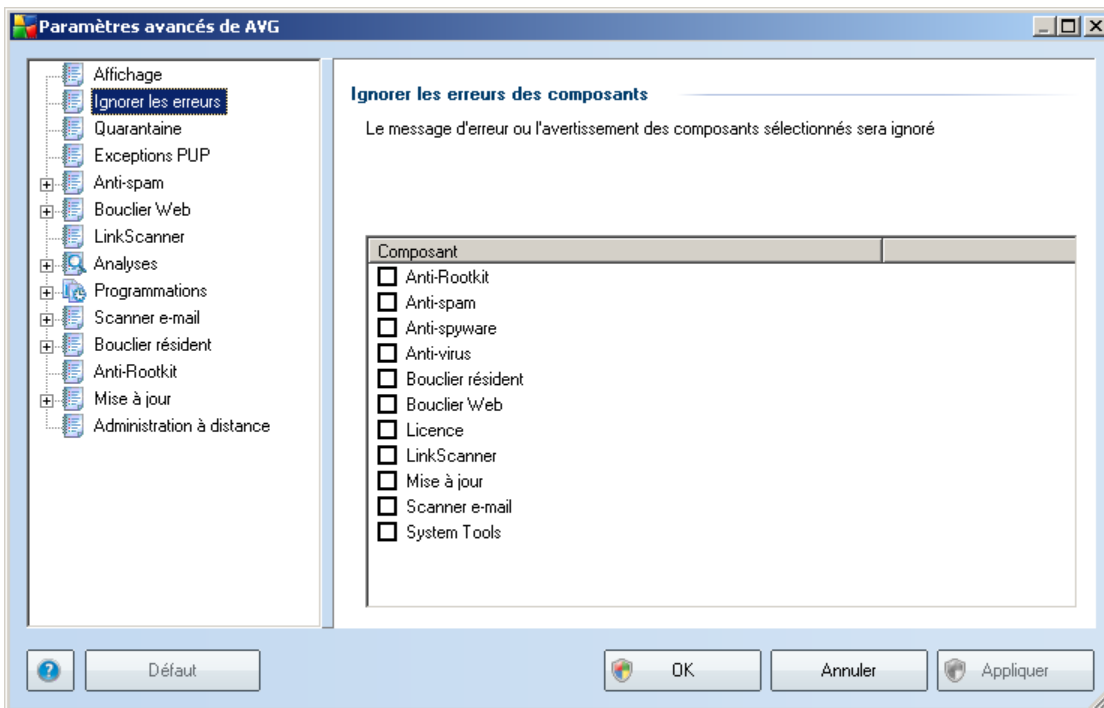 Paramètres avancés de AVG
Affichage
Ignorer les erreurs
Quarantaine
Exceptions PUP
Anti-spam
Bouclier Web
LinkScanner
Analyses
Programmations
Scanner e-mail
Bouclier résident
Anti-Rootkit
Mise à jour
Administration à distance
Ignorer les erreurs des composants
Le message d'erreur ou l'avertissement des composants sélectionnés sera ignoré
Composant
Anti-Rootkit
Anti-spam
Anti-spyware
Anti-virus
Bouclier résident
Bouclier Web
Licence
LinkScanner
Mise à jour
Scanner e-mail
System Tools
Défaut
OK
Annuler
Appliquer